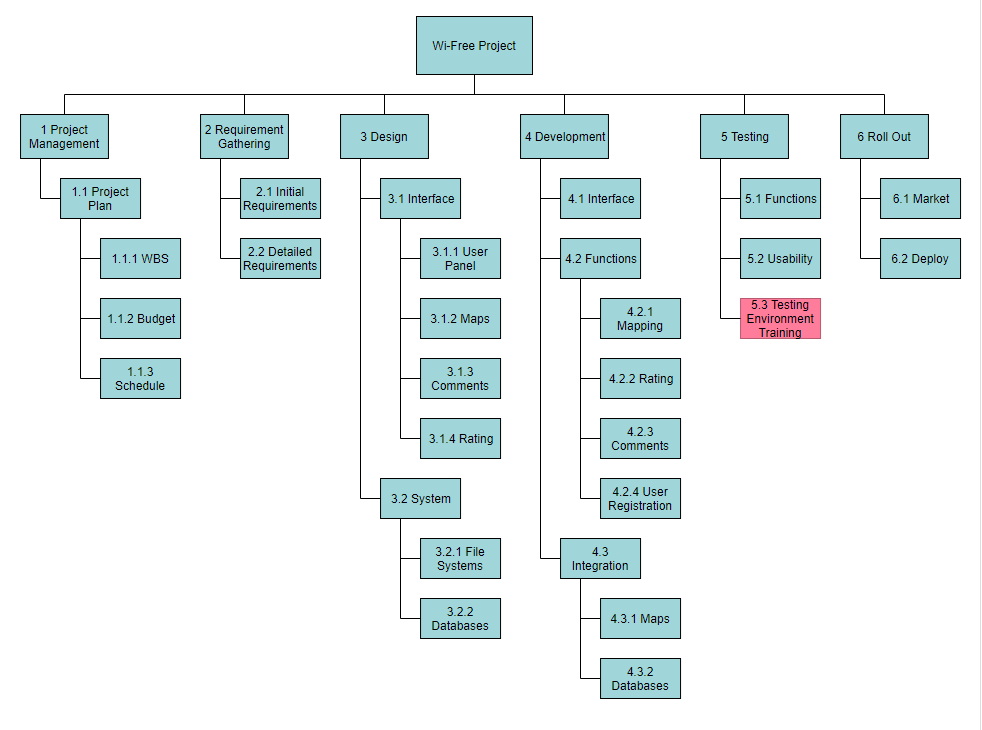 Wi-Free Project
1 Project
Management
2 Requirement
Gathering
3 Design
4 Development
5 Testing
6 Roll Out
1.1 Project
Plan
1.1.1 WBS
1.1.2 Budget
1.1.3
Schedule
2.1 Initial
Requirements
2.2 Detailed
Requirements
3.1 Interface
3.1.1 User
Panel
3.1.2 Maps
3.1.3
Comments
3.1.4 Rating
3.2 System
3.2.1 File
Systems
3.2.2
Databases
4.1 Interface
4.2 Functions
4.2.1
Mapping
4.2.2 Rating
4.2.3
Comments
4.2.4 User
Registration
4.3
Integration
4.3.1 Maps
4.3.2
Databases
5.1 Functions
5.2 Usability
5.3 Testing
Environment
Training
6.1 Market
6.2 Deploy